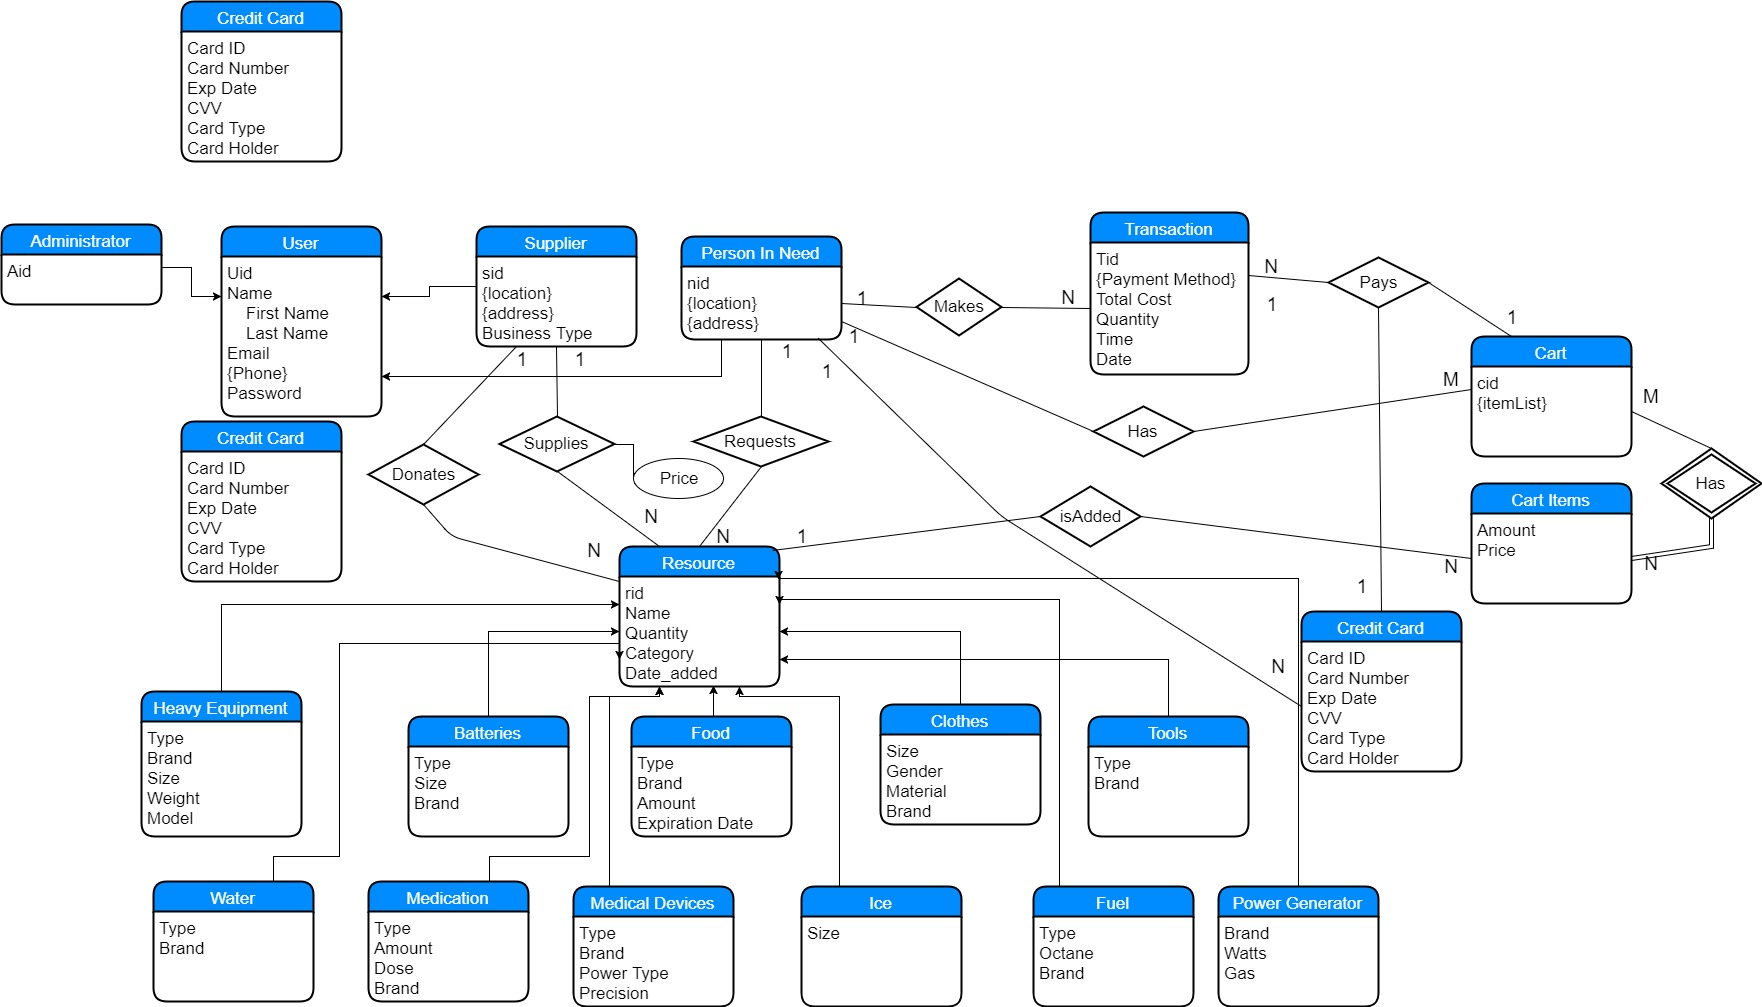 Credit Card
Card ID
Card Number
Exp Date
CVV
Card Type
Card Holder
Administrator
Aid
User
Uid
Name
First Name
Last Name
Email
{Phone}
Password
Supplier
sid
{location}
{address}
Business Type
Person In Need
nid
{location}
{address}
Transaction
Tid
{Payment Method}
Total Cost
Quantity
Time
Date
1
Makes
N
N
1
Pays
1
Cart
cid
{itemList}
1
1
1
1
1
M
M
Has
Credit Card
Card ID
Card Number
Exp Date
CVV
Card Type
Card Holder
Donates
Supplies
Price
Requests
Has
Cart Items
Amount
Price
isAdded
N
N
N
1
N
N
1
N
Resource
rid
Name
Quantity
Category
Date_added
Credit Card
Card ID
Card Number
Exp Date
CVV
Card Type
Card Holder
Heavy Equipment
Type
Brand
Size
Weight
Model
Batteries
Type
Size
Brand
Food
Type
Brand
Amount
Expiration Date
Clothes
Size
Gender
Material
Brand
Tools
Type
Brand
Water
Type
Brand
Medication
Type
Amount
Dose
Brand
Medical Devices
Type
Brand
Power Type
Precision
Ice
Size
Fuel
Type
Octane
Brand
Power Generator
Brand
Watts
Gas